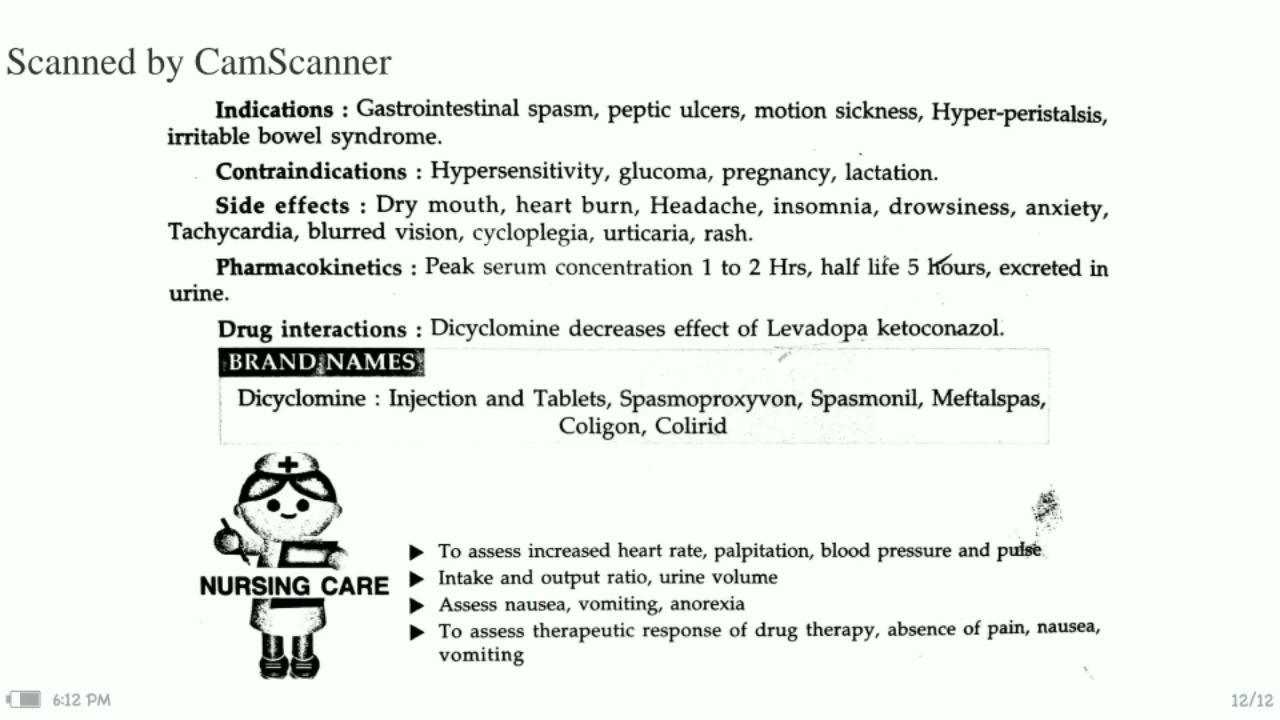 Scanned by CamScanner
Indications : Gastrointestinal spasm, peptic ulcers, motion sickness, Hyper-peristalsis,
irritable bowel syndrome.
Contraindications : Hypersensitivity, glucoma, pregnancy, lactation.
Side effects : Dry mouth, heart burn, Headache, insomnia, drowsiness, anxiety,
Tachycardia, blurred vision, cycloplegia, urticaria, rash.
Pharmacokinetics : Peak serum concentration 1 to 2 Hrs, half life 5 hours, excreted in
urine.
Drug interactions : Dicyclomine decreases effect of Levadopa ketoconazol.
BRAND NAMES
Dicyclomine : Injection and Tablets, Spasmoproxyvon, Spasmonil, Meftalspas,
Coligon, Colirid
NURSING CARE
▶ To assess increased heart rate, palpitation, blood pressure and pulse
▶ Intake and output ratio, urine volume
▶ Assess nausea, vomiting, anorexia
▶ To assess therapeutic response of drug therapy, absence of pain, nausea,
vomiting
6:12 PM
12/12